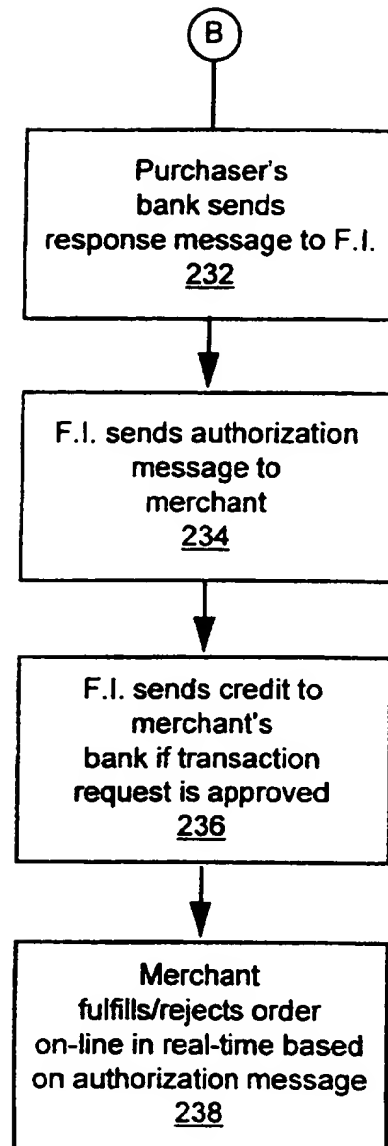 B
Purchaser's
bank sends
response message to F.I.
232
F.I. sends authorization
message to
merchant
234
F.I. sends credit to
merchant's
bank if transaction
request is approved
236
Merchant
fulfills/rejects order
on-line in real-time based
on authorization message
238